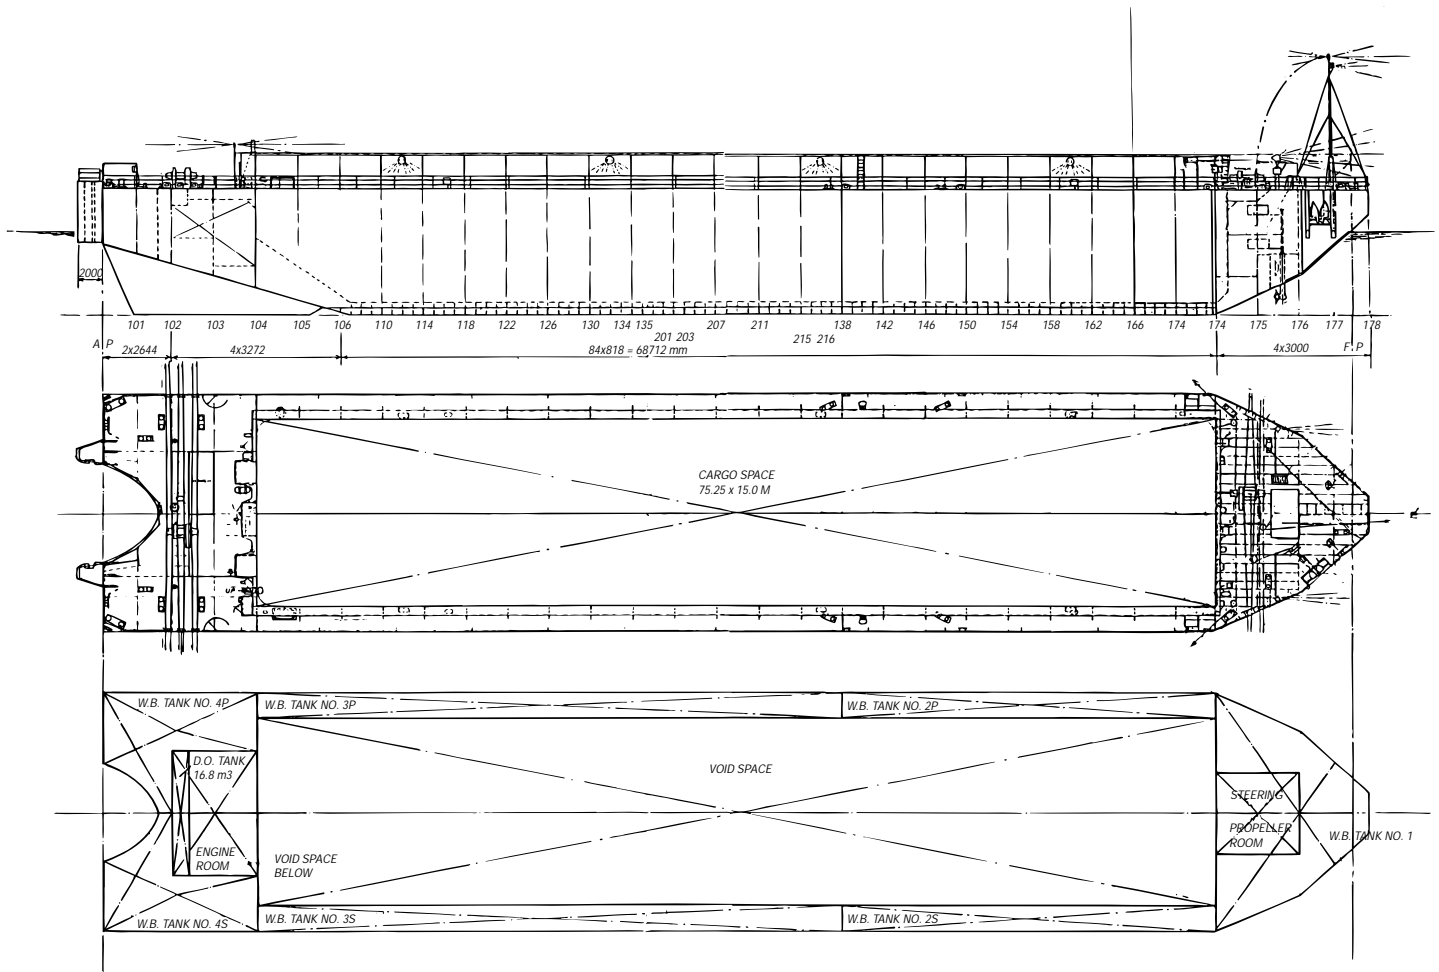 2000
101 102 103 104 105 106 110 114 118 122 126 130 134 135 207 211 138 142 146 150 154 158 162 166 174 174 175 176 177 178
201 203 215 216
A P 2x2644 4x3272 84x818 = 68712 mm 4x3000 F P
CARGO SPACE
75.25 x 15.0 M
W.B. TANK NO. 4P W.B. TANK NO. 3P W.B. TANK NO. 2P
D.O. TANK
16.8 m3
VOID SPACE
STEERING
PROPELLER
ROOM
W.B. TANK NO. 1
ENGINE
ROOM
VOID SPACE
BELOW
W.B. TANK NO. 4S W.B. TANK NO. 3S W.B. TANK NO. 2S